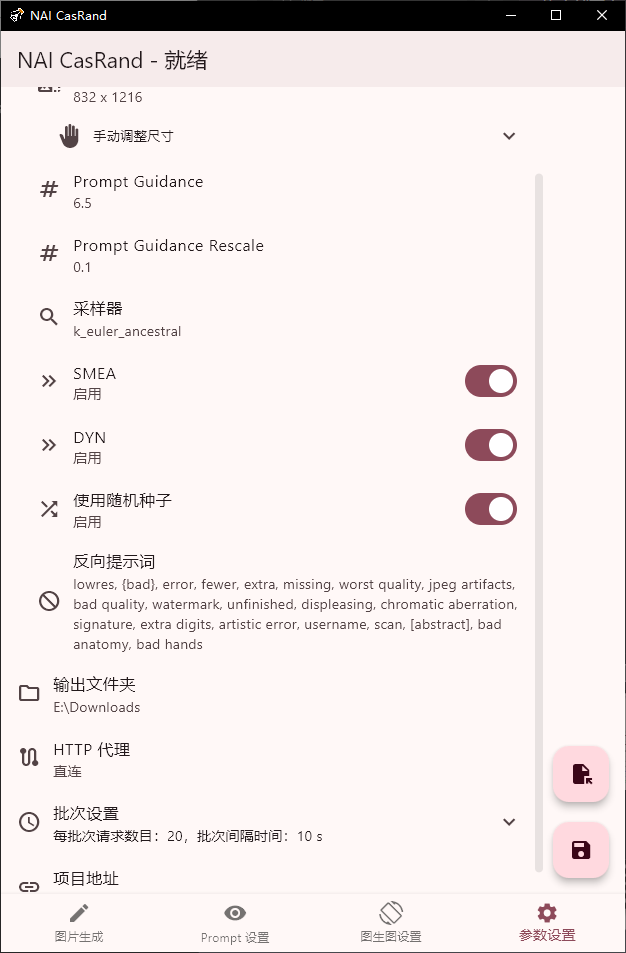 NAI CasRand
NAI CasRand - 就绪
832 x 1216
手动调整尺寸
Prompt Guidance
6.5
Prompt Guidance Rescale
0.1
采样器
k_euler_ancestral
SMEA
启用
DYN
启用
使用随机种子
启用
反向提示词
lowres, {bad}, error, fewer, extra, missing, worst quality, jpeg artifacts,
bad quality, watermark, unfinished, displeasing, chromatic aberration,
signature, extra digits, artistic error, username, scan, [abstract], bad
anatomy, bad hands
输出文件夹
E:\Downloads
HTTP 代理
直连
批次设置
每批次请求数目：20，批次间隔时间：10 s
项目地址
图片生成
Prompt 设置
图生图设置
参数设置